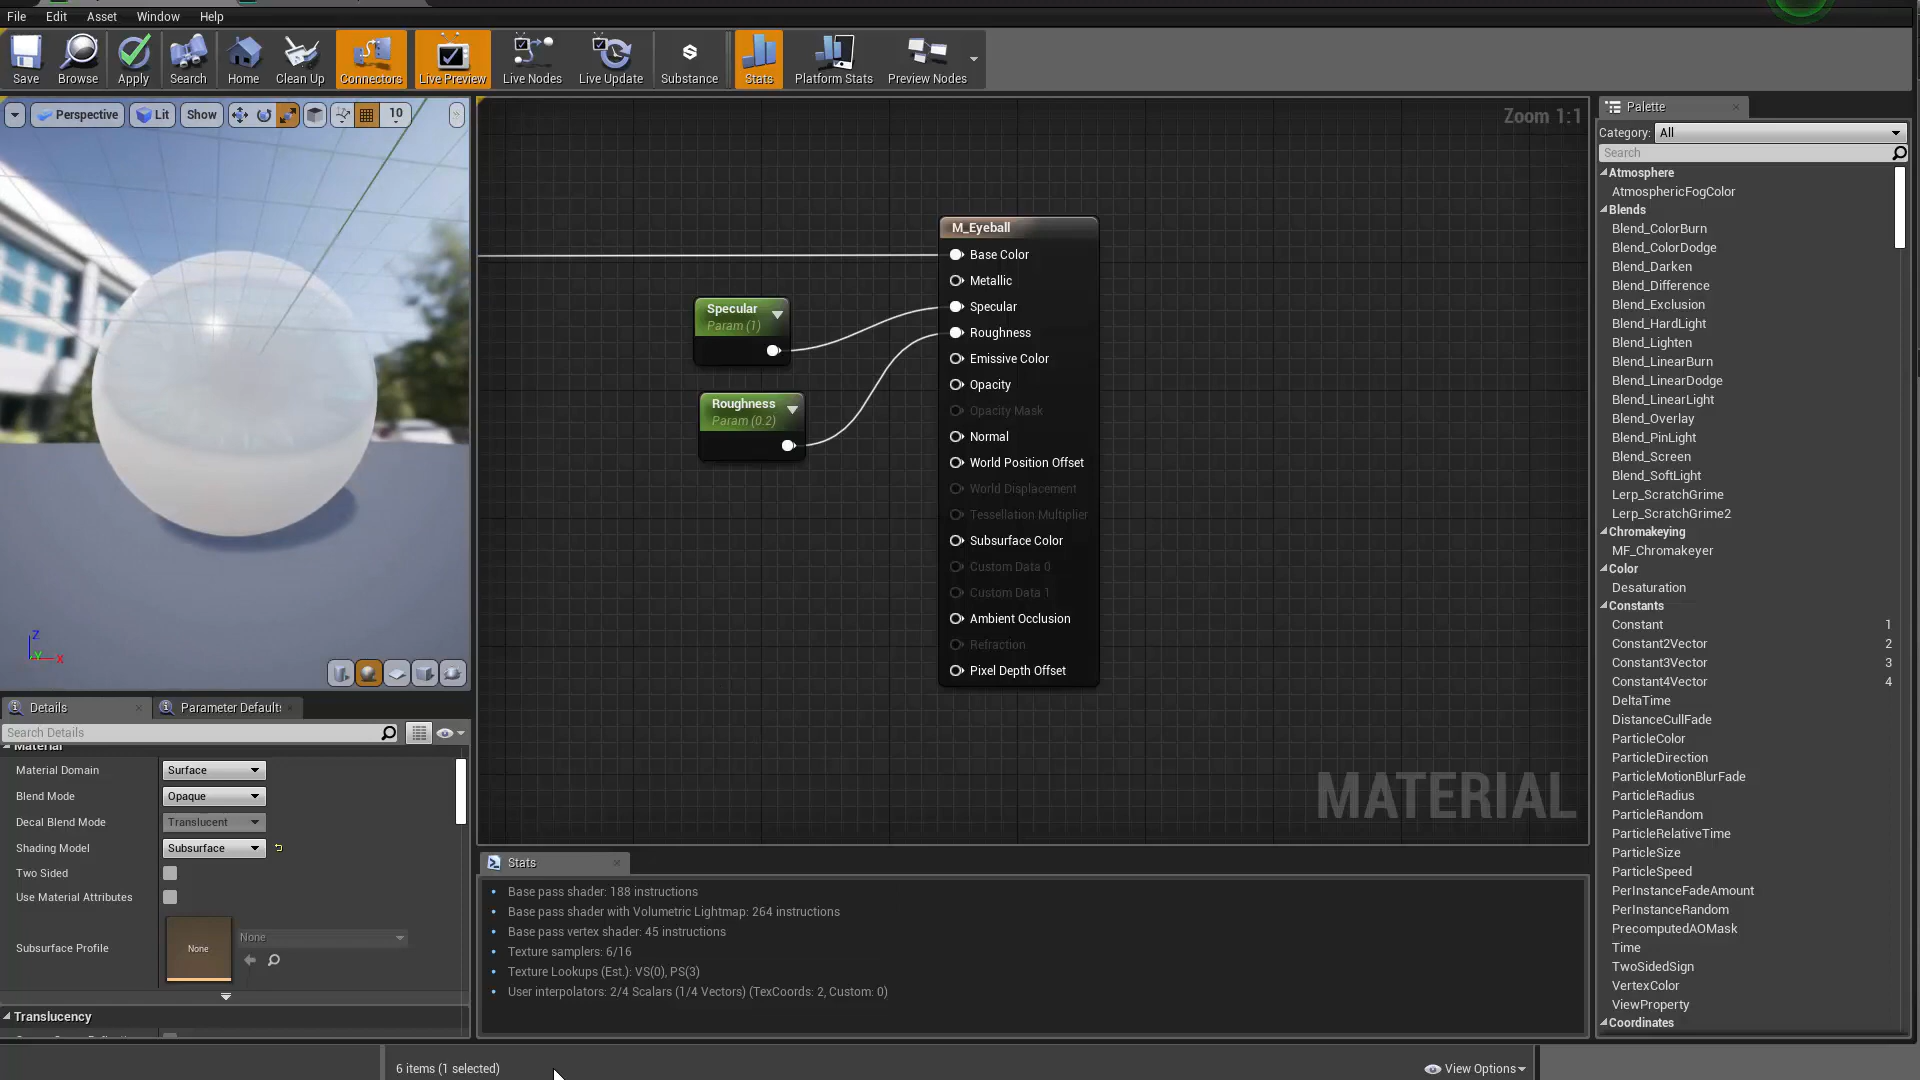 File Edit Asset Window Help
Save Browse Apply Search Home Clean Up Connectors Live Preview Live Nodes Live Update Substance Stats Platform Stats Preview Nodes
Perspective Lit Show 10
Zoom 1:1
M_Eyeball
Base Color
Metallic
Specular
Roughness
Emissive Color
Opacity
Opacity Mask
Normal
World Position Offset
World Displacement
Tessellation Multiplier
Subsurface Color
Custom Data 0
Custom Data 1
Ambient Occlusion
Refraction
Pixel Depth Offset
Specular
Param (1)
Roughness
Param (0.2)
MATERIAL
Z
Y X
Details Parameter Defaults
Search Details
Material
Material Domain Surface
Blend Mode Opaque
Decal Blend Mode Translucent
Shading Model Subsurface
Two Sided
Use Material Attributes
Subsurface Profile None None
Translucency
Stats
Base pass shader: 188 instructions
Base pass shader with Volumetric Lightmap: 264 instructions
Base pass vertex shader: 45 instructions
Texture samplers: 6/16
Texture Lookups (Est.): VS(0), PS(3)
User interpolators: 2/4 Scalars (1/4 Vectors) (TexCoords: 2, Custom: 0)
6 items (1 selected)
View Options
Palette
Category: All
Search
Atmosphere
AtmosphericFogColor
Blends
Blend_ColorBurn
Blend_ColorDodge
Blend_Darken
Blend_Difference
Blend_Exclusion
Blend_HardLight
Blend_Lighten
Blend_LinearBurn
Blend_LinearDodge
Blend_LinearLight
Blend_Overlay
Blend_PinLight
Blend_Screen
Blend_SoftLight
Lerp_ScratchGrime
Lerp_ScratchGrime2
Chromakeying
MF_Chromakeyer
Color
Desaturation
Constants
Constant 1
Constant2Vector 2
Constant3Vector 3
Constant4Vector 4
DeltaTime
DistanceCullFade
ParticleColor
ParticleDirection
ParticleMotionBlurFade
ParticleRadius
ParticleRandom
ParticleRelativeTime
ParticleSize
ParticleSpeed
PerInstanceFadeAmount
PerInstanceRandom
PrecomputedAOMask
Time
TwoSidedSign
VertexColor
ViewProperty
Coordinates